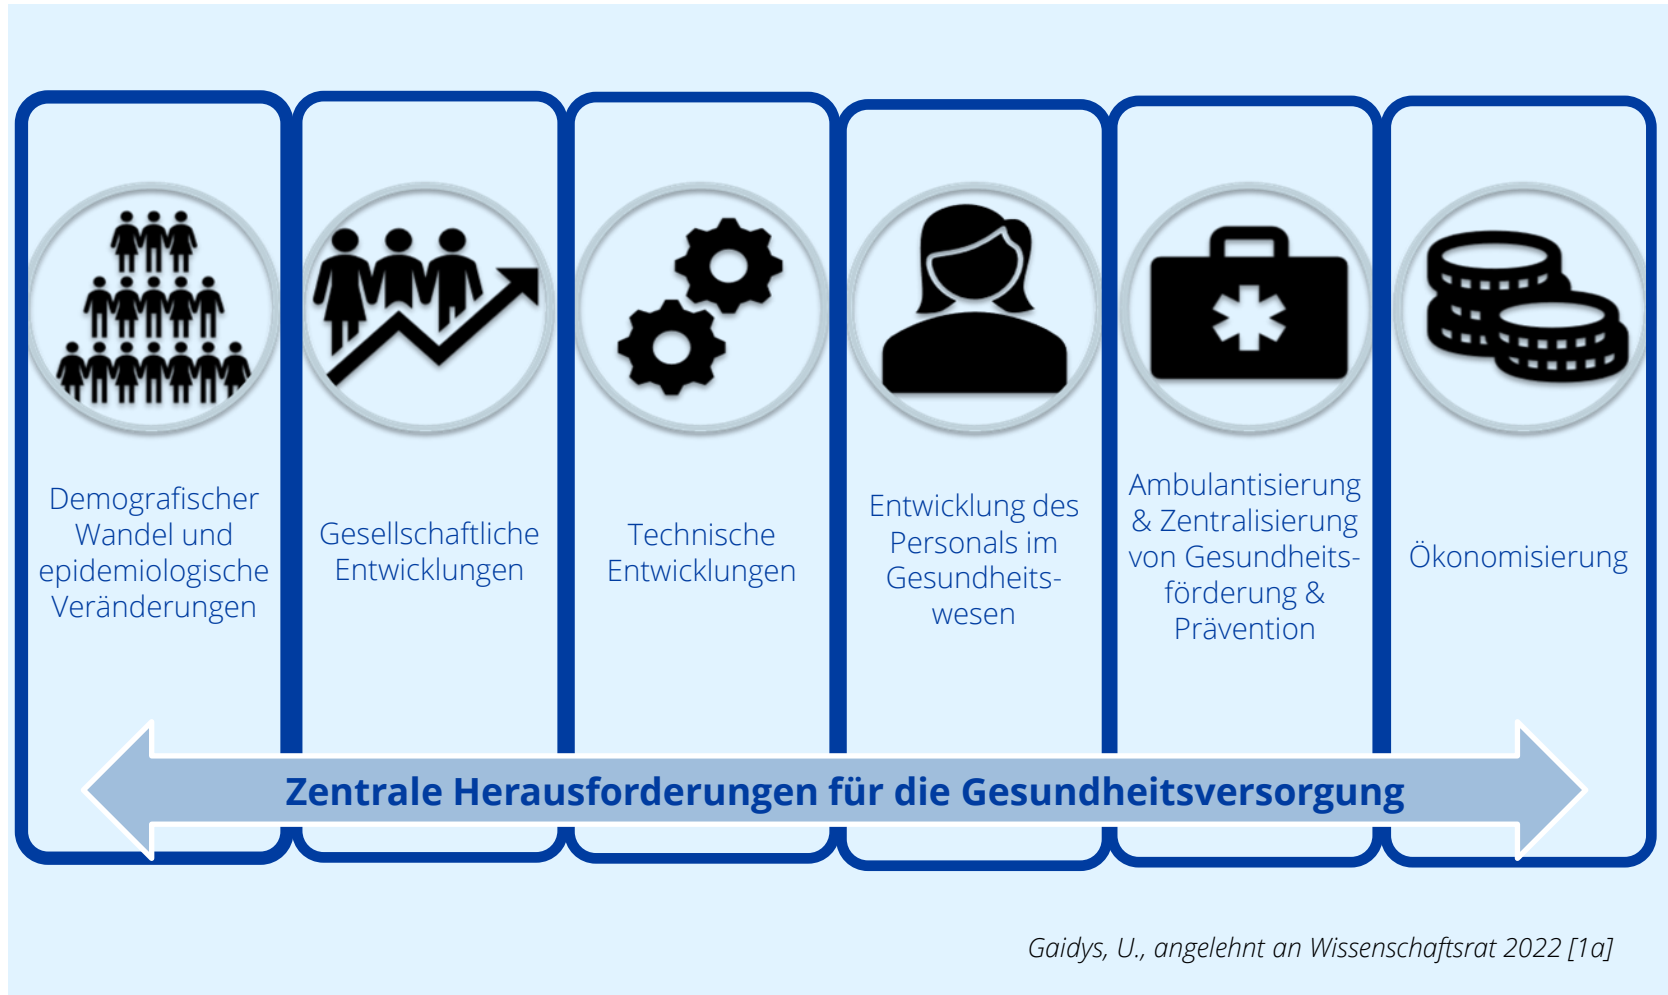 Demografischer
Wandel und
epidemiologische
Veränderungen
Gesellschaftliche
Entwicklungen
Technische
Entwicklungen
Entwicklung des
Personals im
Gesundheits-
wesen
Ambulantisierung
& Zentralisierung
von Gesundheits-
förderung &
Prävention
Ökonomisierung
Zentrale Herausforderungen für die Gesundheitsversorgung
Gaidys, U., angelehnt an Wissenschaftsrat 2022 [1a]